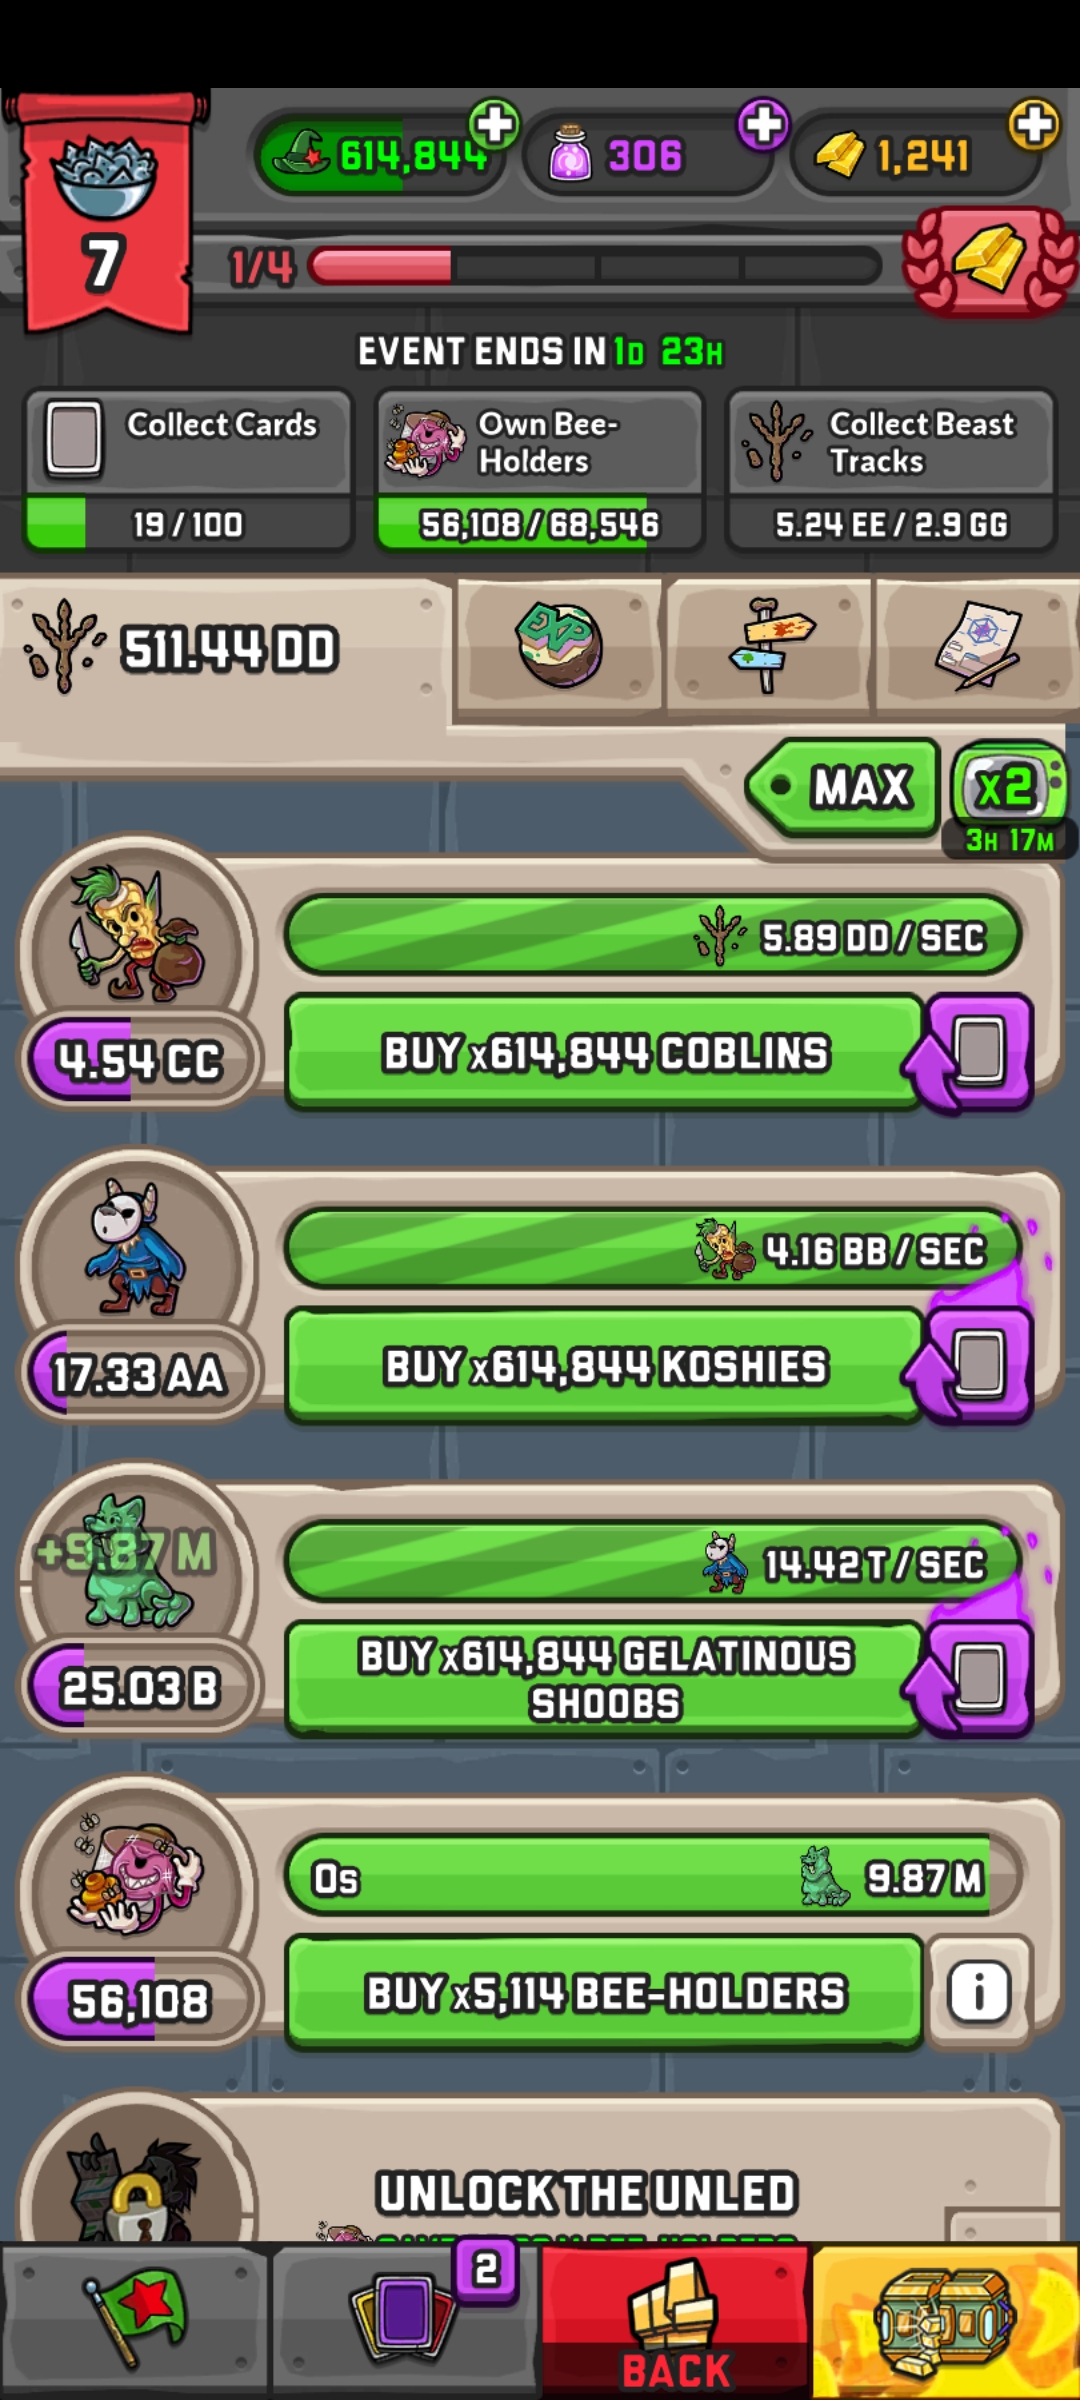 614,844
306
1,241
7
1/4
EVENT ENDS IN 1D 23H
Collect Cards
19 / 100
Own Bee-
Holders
56,108 / 68,546
Collect Beast
Tracks
5.24 EE / 2.9 GG
511.44 DD
EXP
MAX
x2
3H 17M
5.89 DD / SEC
4.54 CC
BUY x614,844 COBLINS
4.16 BB / SEC
17.33 AA
BUY x614,844 KOSHIES
+9.87 M
14.42 T / SEC
25.03 B
BUY x614,844 GELATINOUS
SHOOBS
0s
9.87 M
56,108
BUY x5,114 BEE-HOLDERS
i
UNLOCK THE UNLED
2
BACK